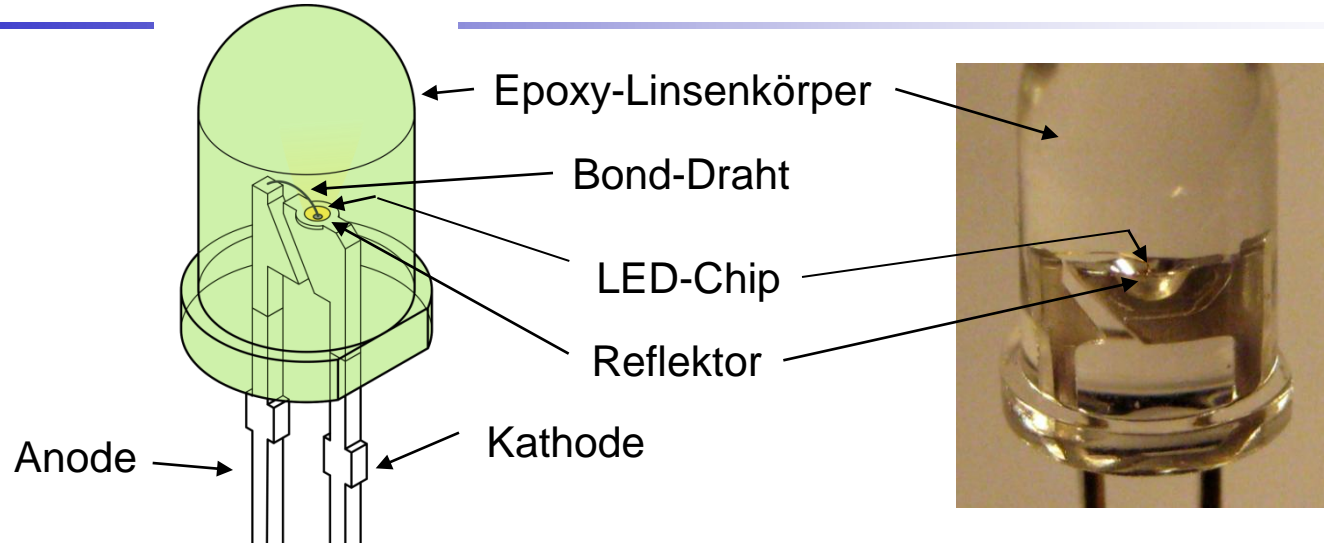 Epoxy-Linsenkörper
Bond-Draht
LED-Chip
Reflektor
Kathode
Anode